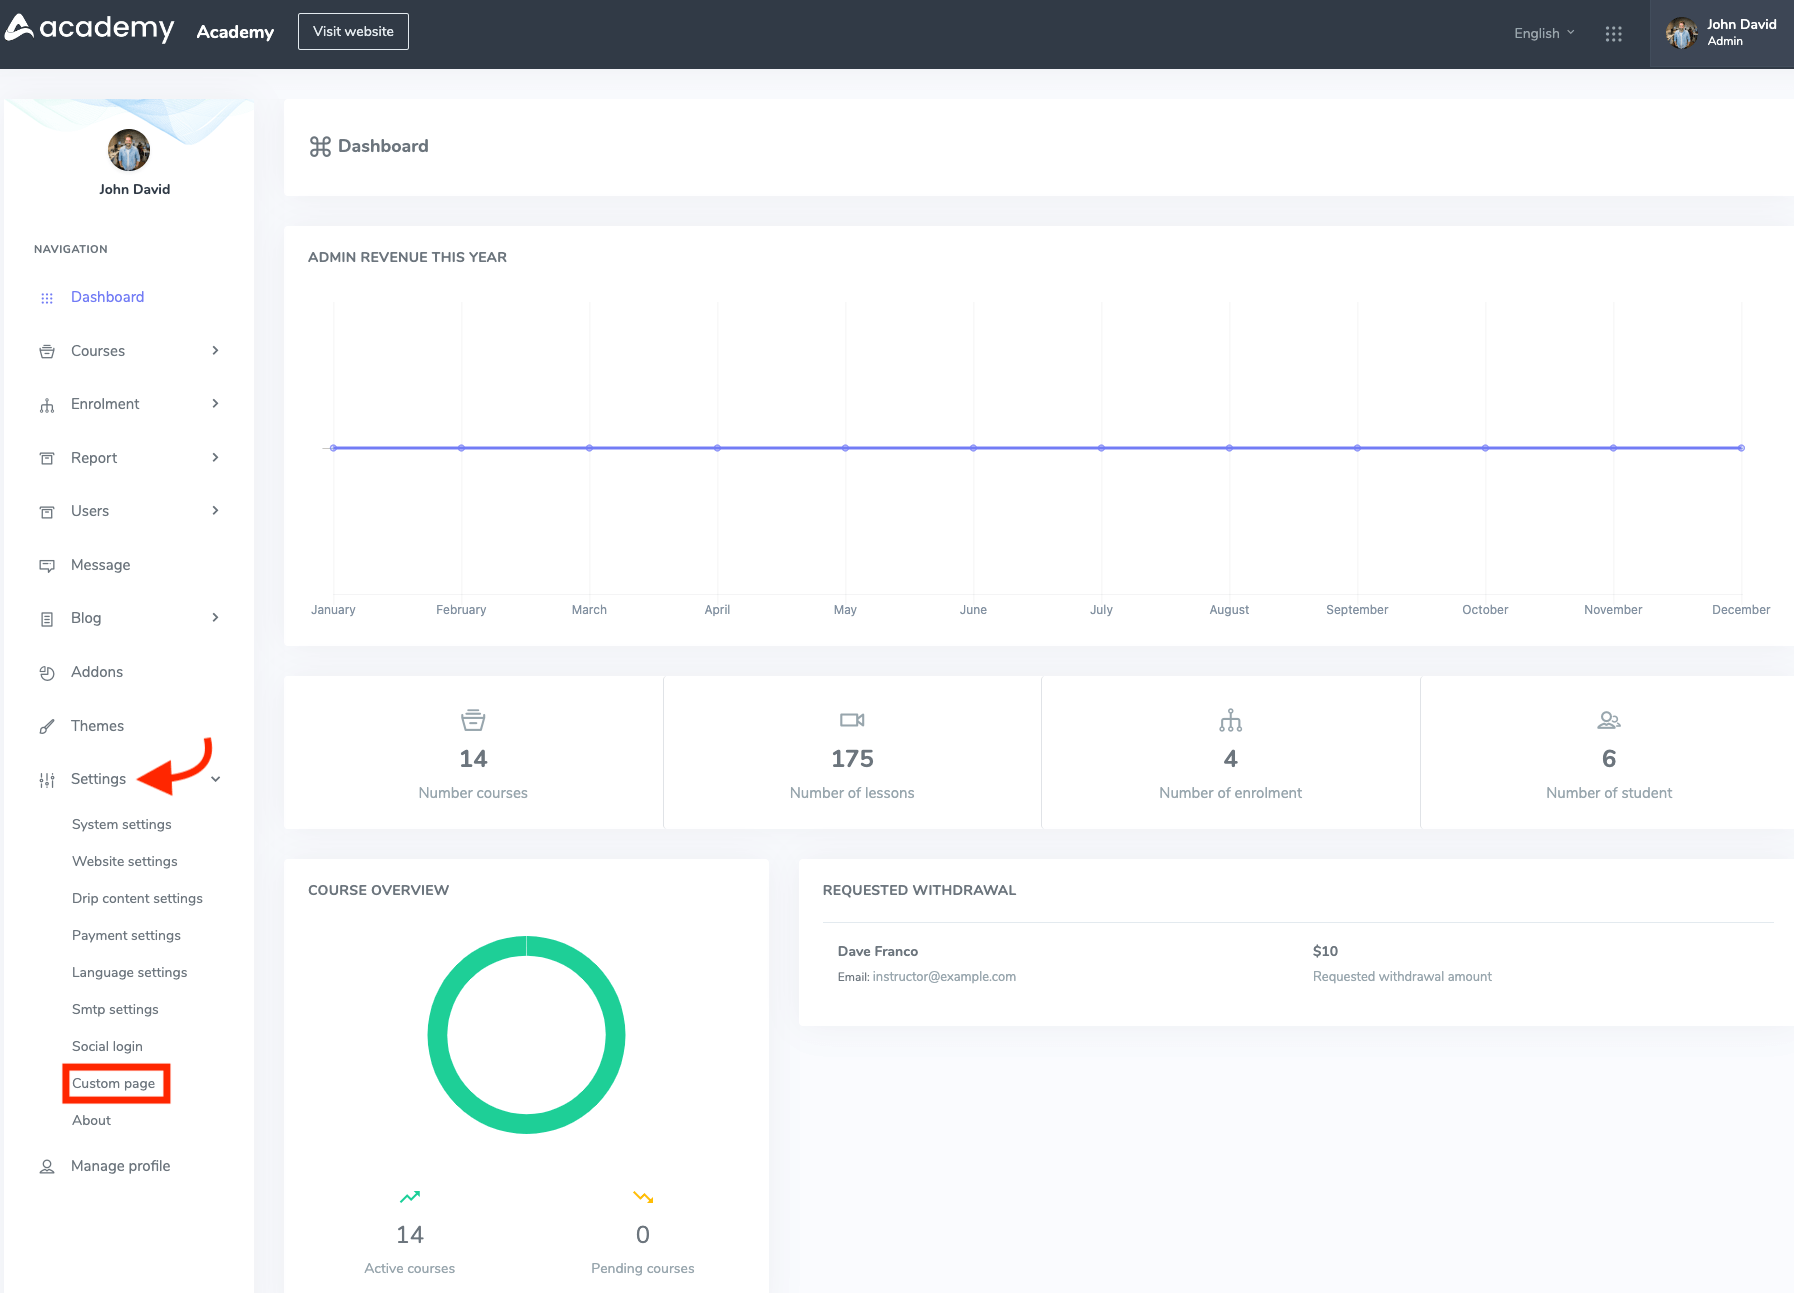 academy
Academy
Visit website
English
John David
Admin
John David
NAVIGATION
Dashboard
Courses
Enrolment
Report
Users
Message
Blog
Addons
Themes
Settings
System settings
Website settings
Drip content settings
Payment settings
Language settings
Smtp settings
Social login
Custom page
About
Manage profile
Dashboard
ADMIN REVENUE THIS YEAR
January February March April May June July August September October November December
14
Number courses
175
Number of lessons
4
Number of enrolment
6
Number of student
COURSE OVERVIEW
14
Active courses
0
Pending courses
REQUESTED WITHDRAWAL
Dave Franco
Email: instructor@example.com
$10
Requested withdrawal amount